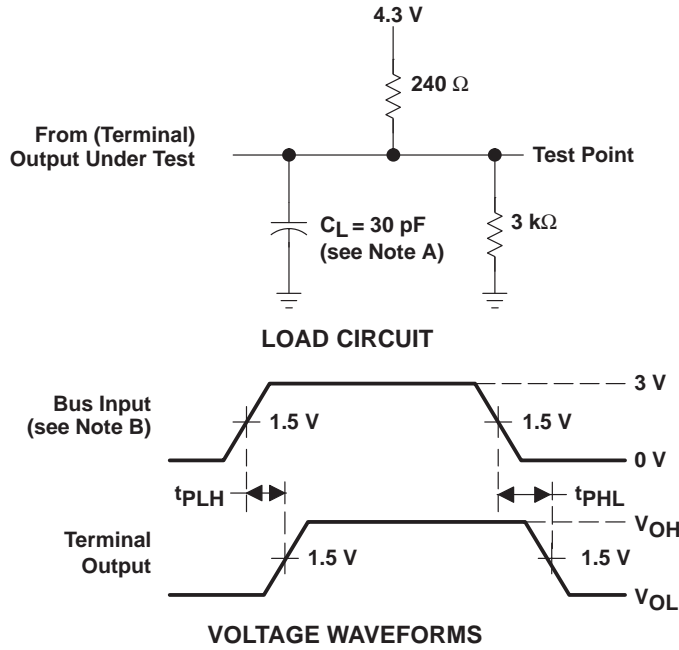 4.3 V
240 Ω
From (Terminal)
Output Under Test
Test Point
CL = 30 pF
(see Note A)
3 kΩ
LOAD CIRCUIT
Bus Input
(see Note B)
1.5 V
1.5 V
3 V
0 V
tPLH
tPHL
Terminal
Output
1.5 V
1.5 V
VOH
VOL
VOLTAGE WAVEFORMS